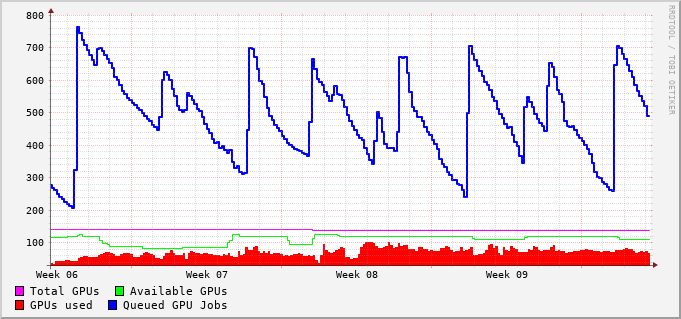 800
700
600
500
400
300
200
100
Week 06 Week 07 Week 08 Week 09
Total GPUs Available GPUs
GPUs used Queued GPU Jobs
RRDTOOL / TOBI OETIKER